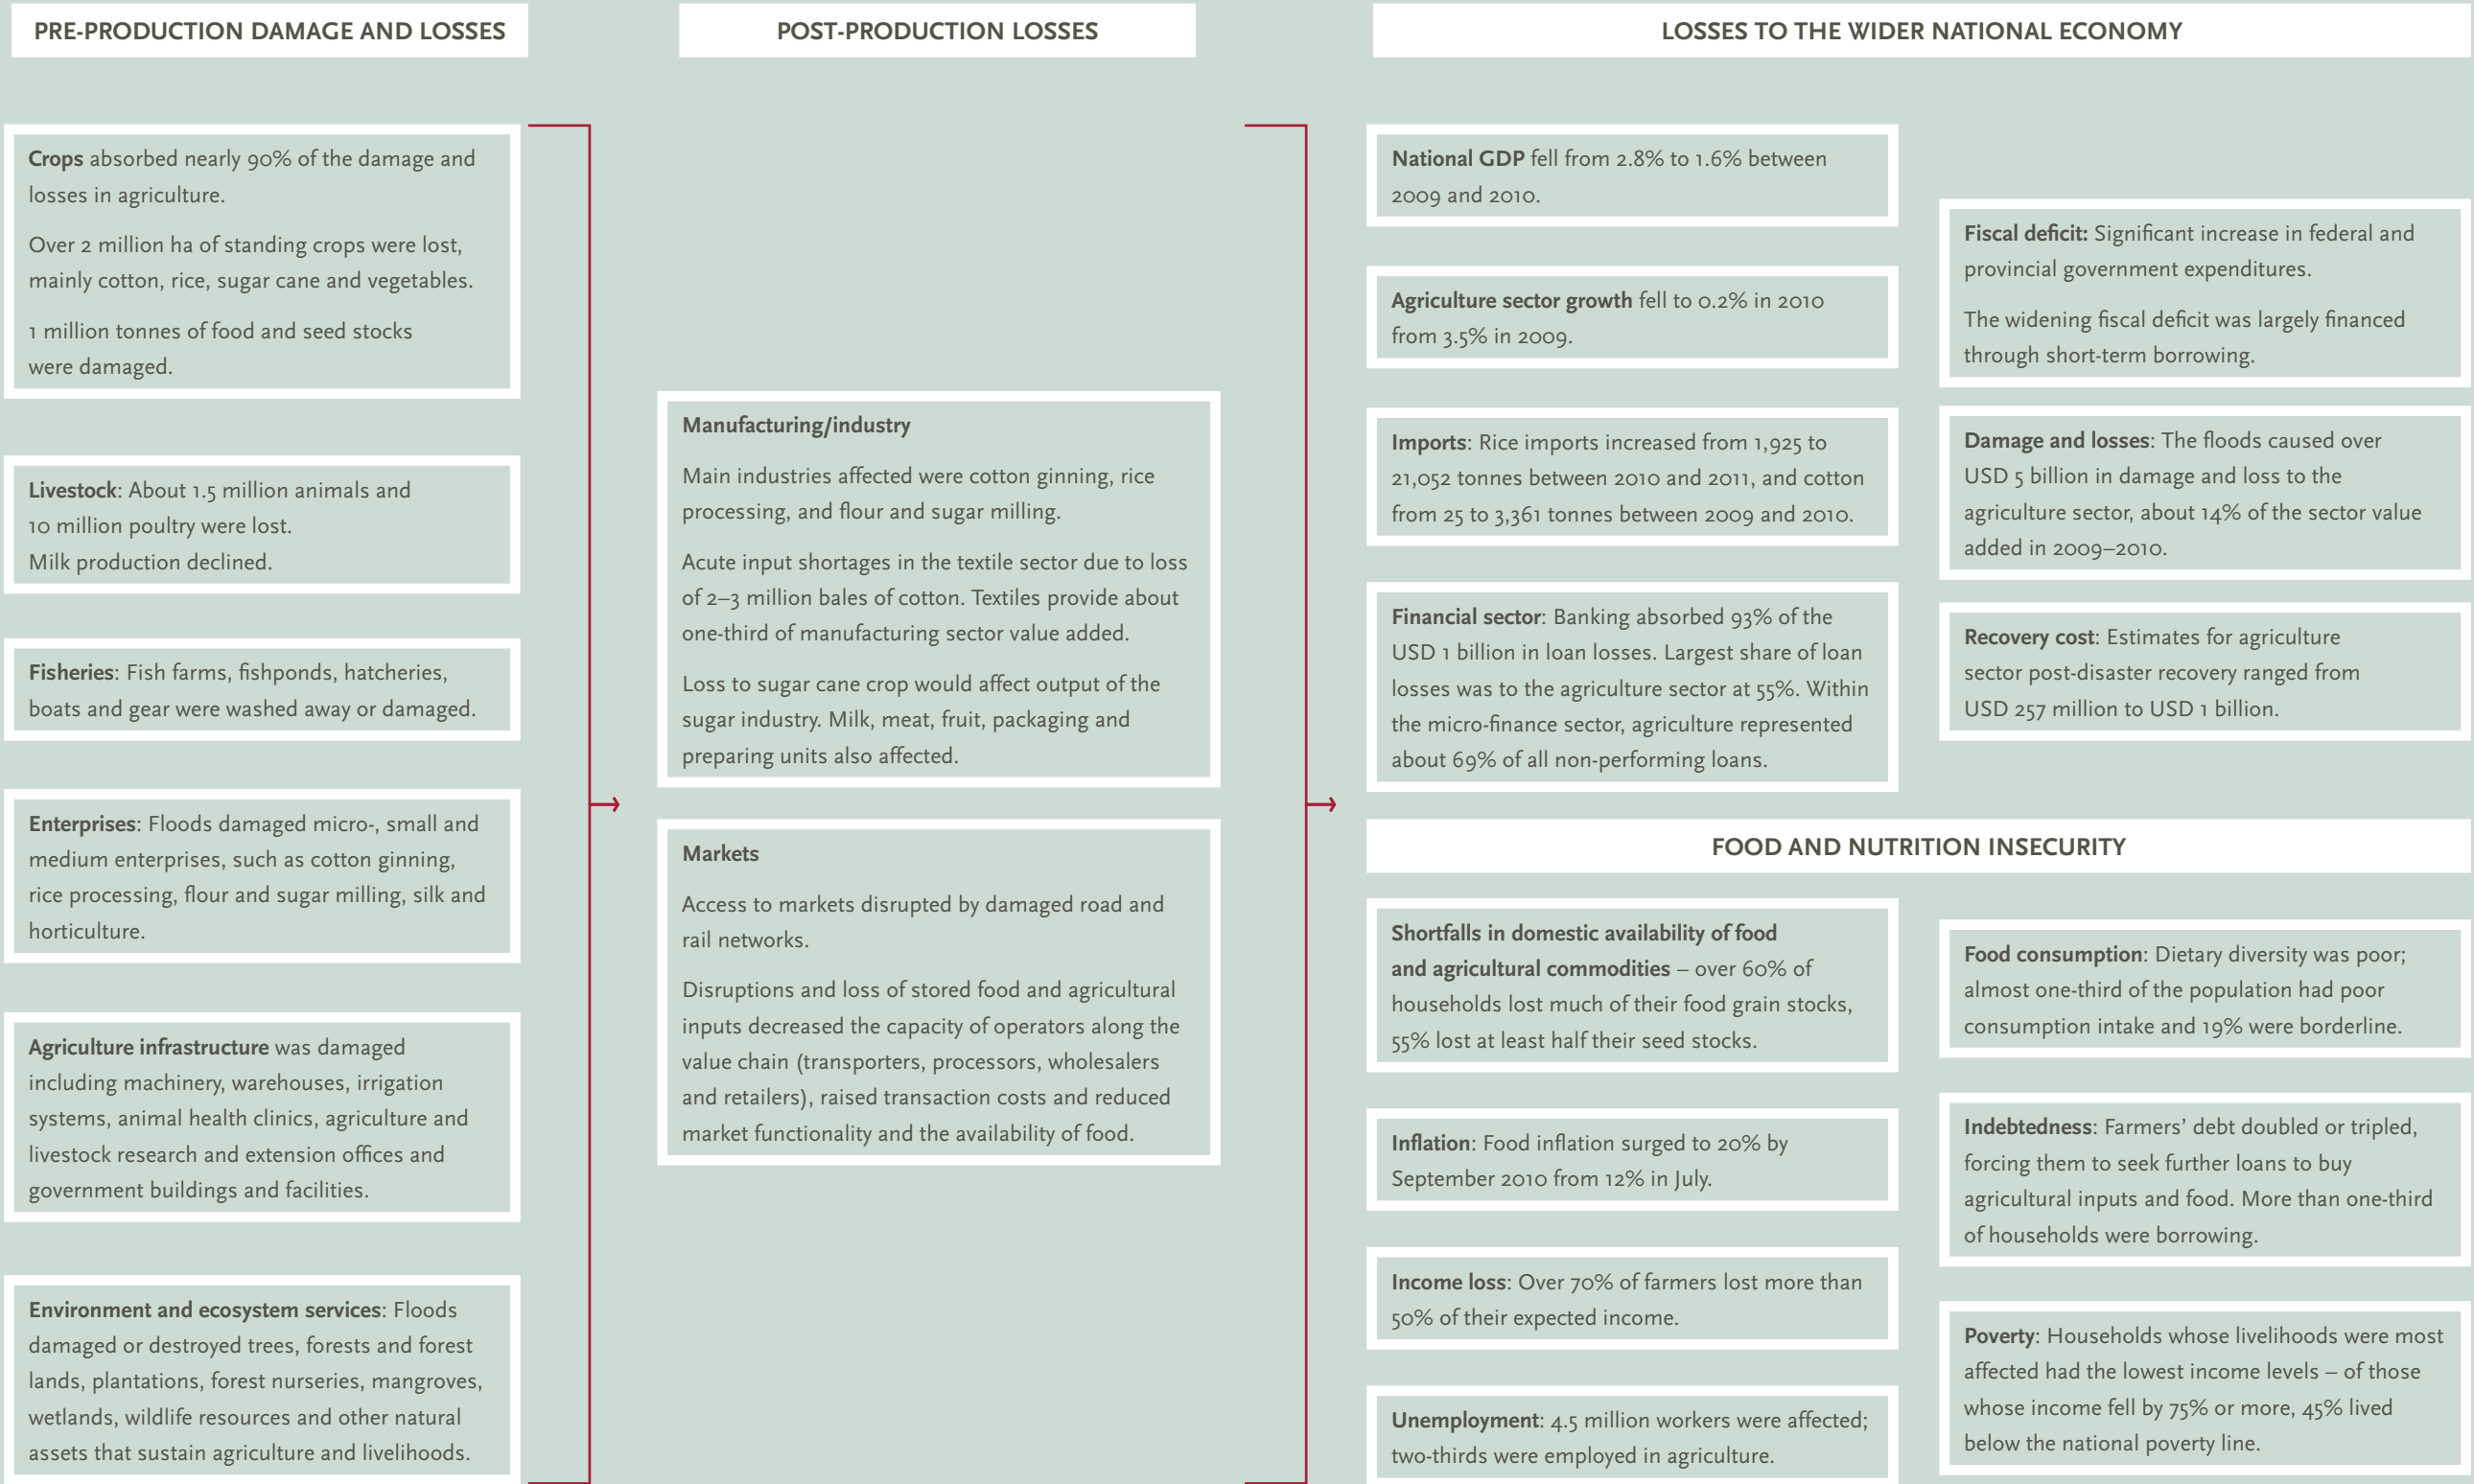 PRE-PRODUCTION DAMAGE AND LOSSES
Crops absorbed nearly 90% of the damage and
losses in agriculture.
Over 2 million ha of standing crops were lost,
mainly cotton, rice, sugar cane and vegetables.
1 million tonnes of food and seed stocks
were damaged.
Livestock: About 1.5 million animals and
10 million poultry were lost.
Milk production declined.
Fisheries: Fish farms, fishponds, hatcheries,
boats and gear were washed away or damaged.
Enterprises: Floods damaged micro-, small and
medium enterprises, such as cotton ginning,
rice processing, flour and sugar milling, silk and
horticulture.
Agriculture infrastructure was damaged
including machinery, warehouses, irrigation
systems, animal health clinics, agriculture and
livestock research and extension offices and
government buildings and facilities.
Environment and ecosystem services: Floods
damaged or destroyed trees, forests and forest
lands, plantations, forest nurseries, mangroves,
wetlands, wildlife resources and other natural
assets that sustain agriculture and livelihoods.
POST-PRODUCTION LOSSES
Manufacturing/industry
Main industries affected were cotton ginning, rice
processing, and flour and sugar milling.
Acute input shortages in the textile sector due to loss
of 2–3 million bales of cotton. Textiles provide about
one-third of manufacturing sector value added.
Loss to sugar cane crop would affect output of the
sugar industry. Milk, meat, fruit, packaging and
preparing units also affected.
Markets
Access to markets disrupted by damaged road and
rail networks.
Disruptions and loss of stored food and agricultural
inputs decreased the capacity of operators along the
value chain (transporters, processors, wholesalers
and retailers), raised transaction costs and reduced
market functionality and the availability of food.
LOSSES TO THE WIDER NATIONAL ECONOMY
National GDP fell from 2.8% to 1.6% between
2009 and 2010.
Agriculture sector growth fell to 0.2% in 2010
from 3.5% in 2009.
Imports: Rice imports increased from 1,925 to
21,052 tonnes between 2010 and 2011, and cotton
from 25 to 3,361 tonnes between 2009 and 2010.
Financial sector: Banking absorbed 93% of the
USD 1 billion in loan losses. Largest share of loan
losses was to the agriculture sector at 55%. Within
the micro-finance sector, agriculture represented
about 69% of all non-performing loans.
Fiscal deficit: Significant increase in federal and
provincial government expenditures.
The widening fiscal deficit was largely financed
through short-term borrowing.
Damage and losses: The floods caused over
USD 5 billion in damage and loss to the
agriculture sector, about 14% of the sector value
added in 2009–2010.
Recovery cost: Estimates for agriculture
sector post-disaster recovery ranged from
USD 257 million to USD 1 billion.
FOOD AND NUTRITION INSECURITY
Shortfalls in domestic availability of food
and agricultural commodities – over 60% of
households lost much of their food grain stocks,
55% lost at least half their seed stocks.
Inflation: Food inflation surged to 20% by
September 2010 from 12% in July.
Income loss: Over 70% of farmers lost more than
50% of their expected income.
Unemployment: 4.5 million workers were affected;
two-thirds were employed in agriculture.
Food consumption: Dietary diversity was poor;
almost one-third of the population had poor
consumption intake and 19% were borderline.
Indebtedness: Farmers’ debt doubled or tripled,
forcing them to seek further loans to buy
agricultural inputs and food. More than one-third
of households were borrowing.
Poverty: Households whose livelihoods were most
affected had the lowest income levels – of those
whose income fell by 75% or more, 45% lived
below the national poverty line.